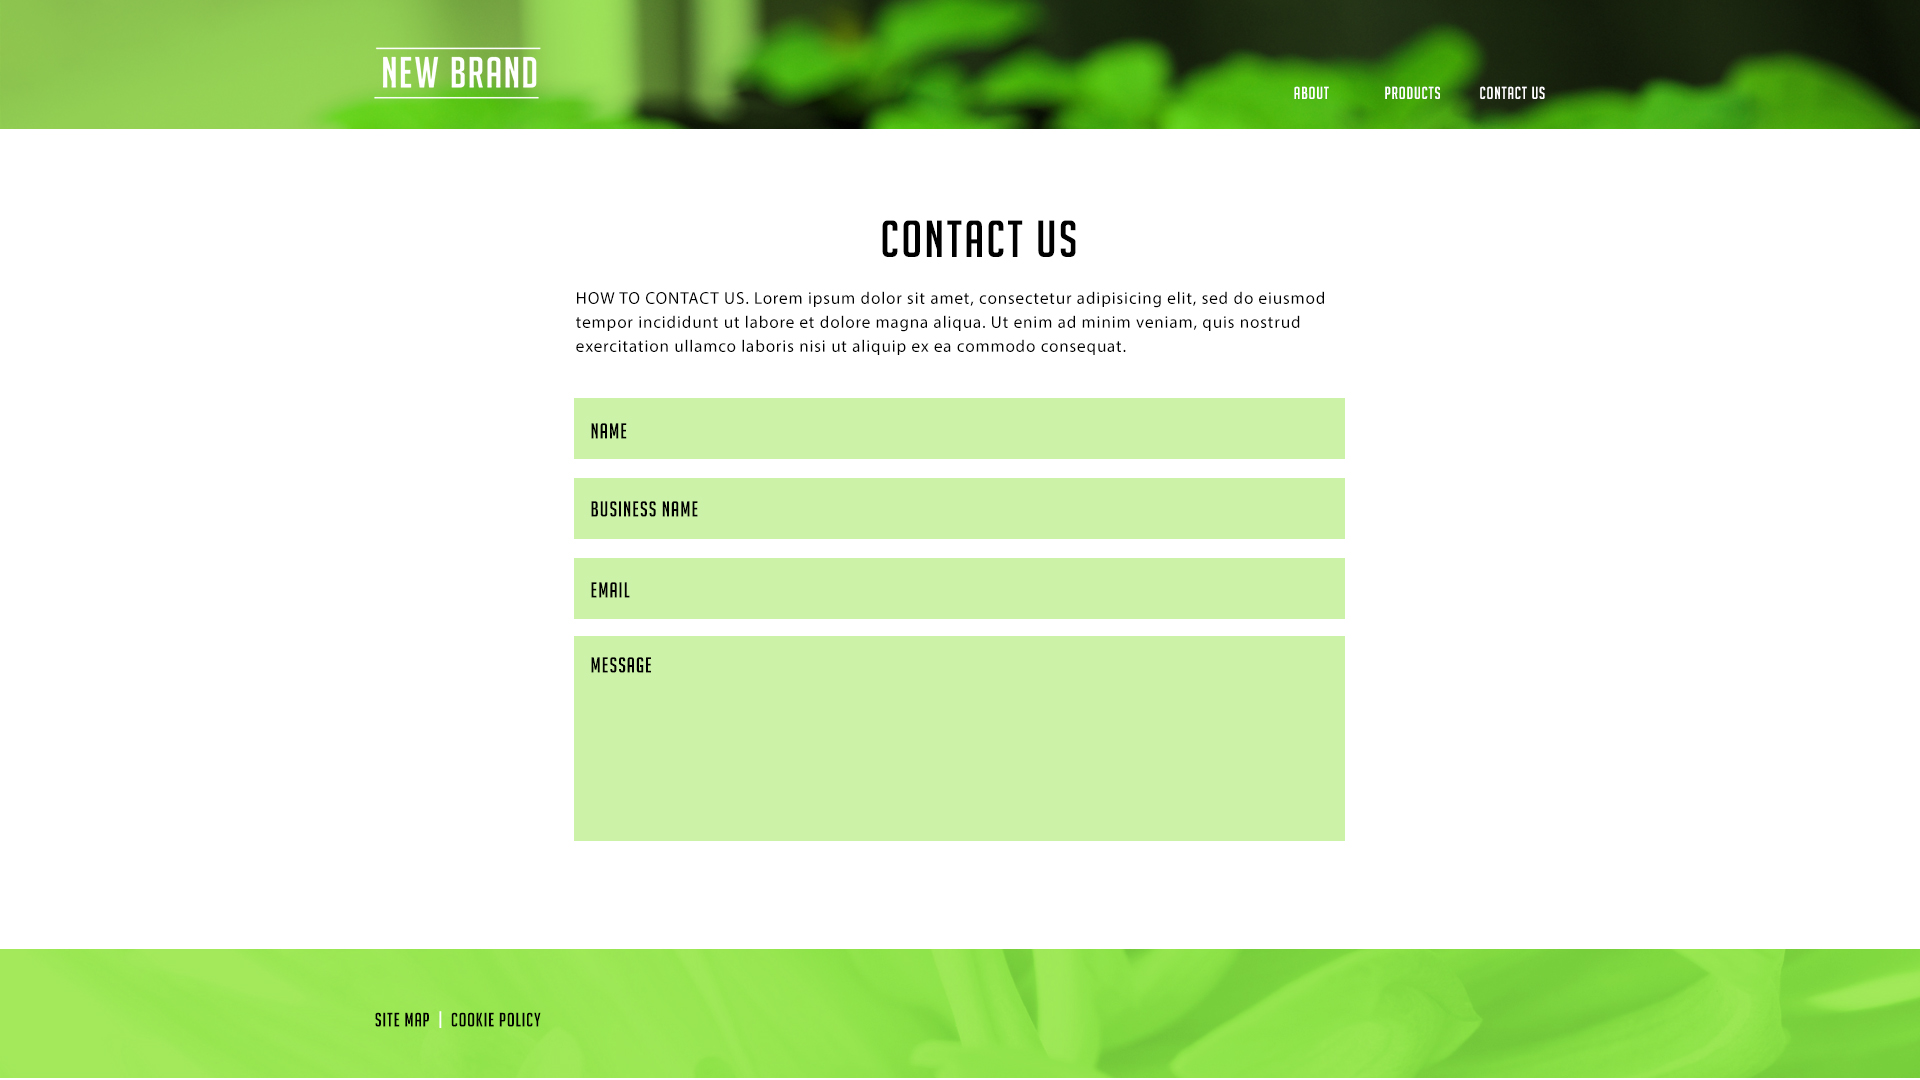 NEW BRAND
ABOUT PRODUCTS CONTACT US
CONTACT US
HOW TO CONTACT US. Lorem ipsum dolor sit amet, consectetur adipisicing elit, sed do eiusmod
tempor incididunt ut labore et dolore magna aliqua. Ut enim ad minim veniam, quis nostrud
exercitation ullamco laboris nisi ut aliquip ex ea commodo consequat.
NAME
BUSINESS NAME
EMAIL
MESSAGE
SITE MAP | COOKIE POLICY